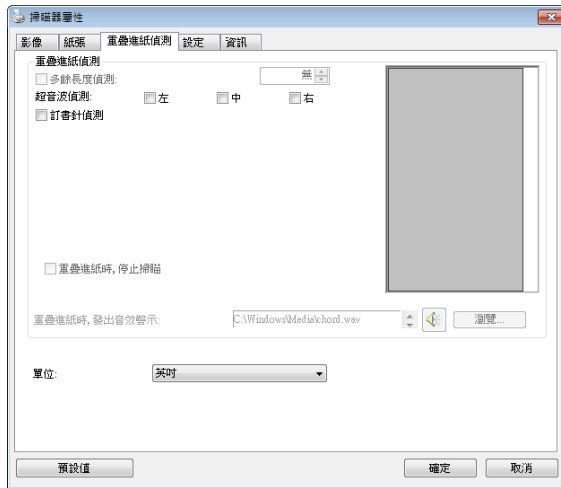 掃瞄器屬性
影像 紙張 重疊進紙偵測 設定 資訊
重疊進紙偵測
多餘長度偵測: 無
超音波偵測: 左 中 右
訂書針偵測
重疊進紙時, 停止掃瞄
重疊進紙時, 發出音效警示: C:\Windows\Media\chord.wav 瀏覽...
單位: 英吋
預設值 確定 取消